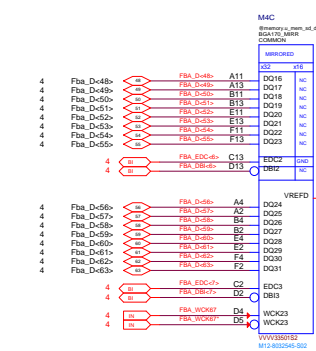 M4C
@memory.u_mem_sd_d
BGA170_MIRR
COMMON
MIRRORED
x32 x16
4 Fba_D<48> 48 FBA_D<48> A11 DQ16 NC
4 Fba_D<49> 49 FBA_D<49> A13 DQ17 NC
4 Fba_D<50> 50 FBA_D<50> B11 DQ18 NC
4 Fba_D<51> 51 FBA_D<51> B13 DQ19 NC
4 Fba_D<52> 52 FBA_D<52> E11 DQ20 NC
4 Fba_D<53> 53 FBA_D<53> E13 DQ21 NC
4 Fba_D<54> 54 FBA_D<54> F11 DQ22 NC
4 Fba_D<55> 55 FBA_D<55> F13 DQ23 NC
4 BI FBA_EDC<6> C13 EDC2 GND
4 BI FBA_DBI<6> D13 DBI2 NC
VREFD
4 Fba_D<56> 56 FBA_D<56> A4 DQ24
4 Fba_D<57> 57 FBA_D<57> A2 DQ25
4 Fba_D<58> 58 FBA_D<58> B4 DQ26
4 Fba_D<59> 59 FBA_D<59> B2 DQ27
4 Fba_D<60> 60 FBA_D<60> E4 DQ28
4 Fba_D<61> 61 FBA_D<61> E2 DQ29
4 Fba_D<62> 62 FBA_D<62> F4 DQ30
4 Fba_D<63> 63 FBA_D<63> F2 DQ31
4 BI FBA_EDC<7> C2 EDC3
4 BI FBA_DBI<7> D2 DBI3
4 IN FBA_WCK67 D4 WCK23
4 IN FBA_WCK67* D5 WCK23
VVVV33501S2
M12-8032545-S02